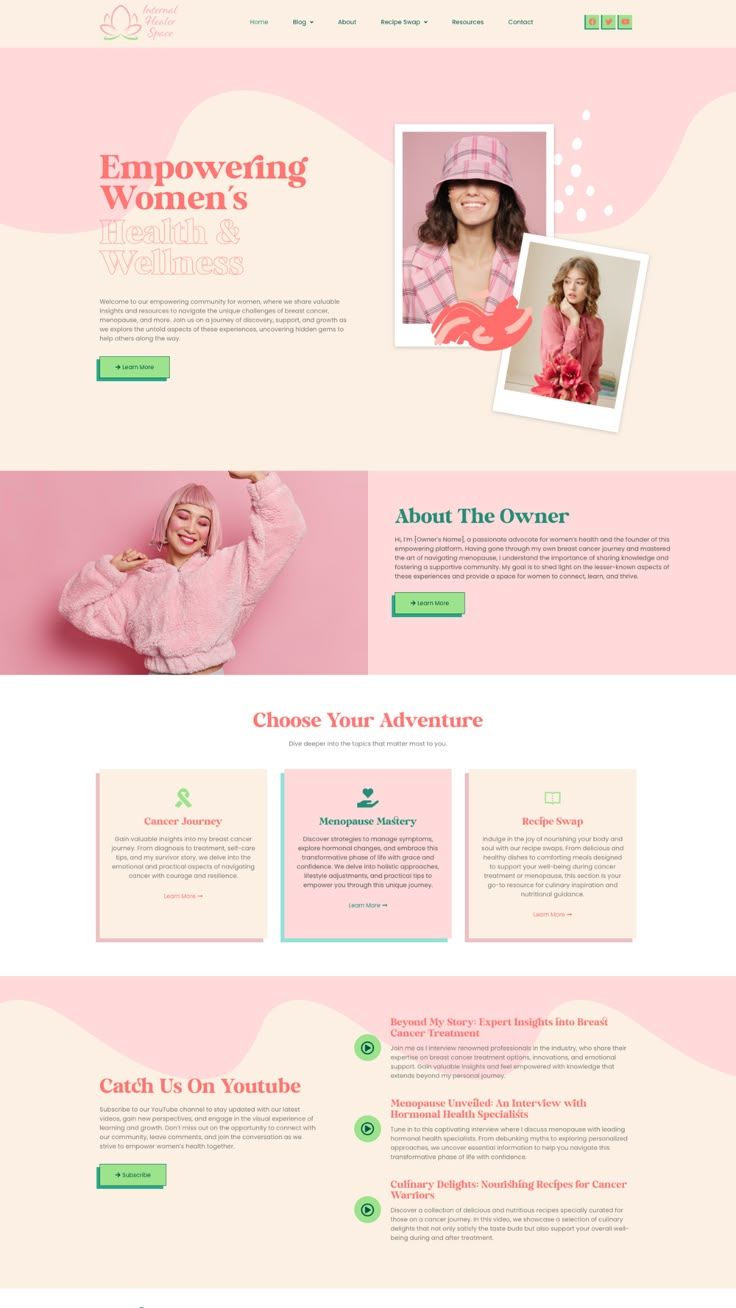 Internal
Healer
Space
Home
Blog
About
Recipe Swap
Resources
Contact
Empowering
Women's
Health &
Wellness
Welcome to our empowering community for women, where we share valuable
insights and resources to navigate the unique challenges of breast cancer,
menopause, and more. Join us on a journey of discovery, support, and growth as
we explore the untold aspects of these experiences, uncovering hidden gems to
help others along the way.
Learn More
About The Owner
Hi, I'm [Owner's Name], a passionate advocate for women's health and the founder of this
empowering platform. Having gone through my own breast cancer journey and mastered
the art of navigating menopause, I understand the importance of sharing knowledge and
fostering a supportive community. My goal is to shed light on the lesser-known aspects of
these experiences and provide a space for women to connect, learn, and thrive.
Learn More
Choose Your Adventure
Dive deeper into the topics that matter most to you.
Cancer Journey
Gain valuable insights into my breast cancer
journey. From diagnosis to treatment, self-care
tips, and my survivor story, we delve into the
emotional and practical aspects of navigating
cancer with courage and resilience.
Learn More
Menopause Mastery
Discover strategies to manage symptoms,
explore hormonal changes, and embrace this
transformative phase of life with grace and
confidence. We delve into holistic approaches,
lifestyle adjustments, and practical tips to
empower you through this unique journey.
Learn More
Recipe Swap
Indulge in the joy of nourishing your body and
soul with our recipe swaps. From delicious and
healthy dishes to comforting meals designed
to support your well-being during cancer
treatment or menopause, this section is your
go-to resource for culinary inspiration and
nutritional guidance.
Learn More
Catch Us On Youtube
Subscribe to our YouTube channel to stay updated with our latest
videos, gain new perspectives, and engage in the visual experience of
learning and growth. Don't miss out on the opportunity to connect with
our community, leave comments, and join the conversation as we
strive to empower women's health together.
Subscribe
Beyond My Story: Expert Insights into Breast
Cancer Treatment
Join me as I interview renowned professionals in the industry, who share their
expertise on breast cancer treatment options, innovations, and emotional
support. Gain valuable insights and feel empowered with knowledge that
extends beyond my personal journey.
Menopause Unveiled: An Interview with
Hormonal Health Specialists
Tune in to this captivating interview where I discuss menopause with leading
hormonal health specialists. From debunking myths to exploring personalized
approaches, we uncover essential information to help you navigate this
transformative phase of life with confidence.
Culinary Delights: Nourishing Recipes for Cancer
Warriors
Discover a collection of delicious and nutritious recipes specially curated for
those on a cancer journey. In this video, we showcase a selection of culinary
delights that not only satisfy the taste buds but also support your overall well-
being during and after treatment.